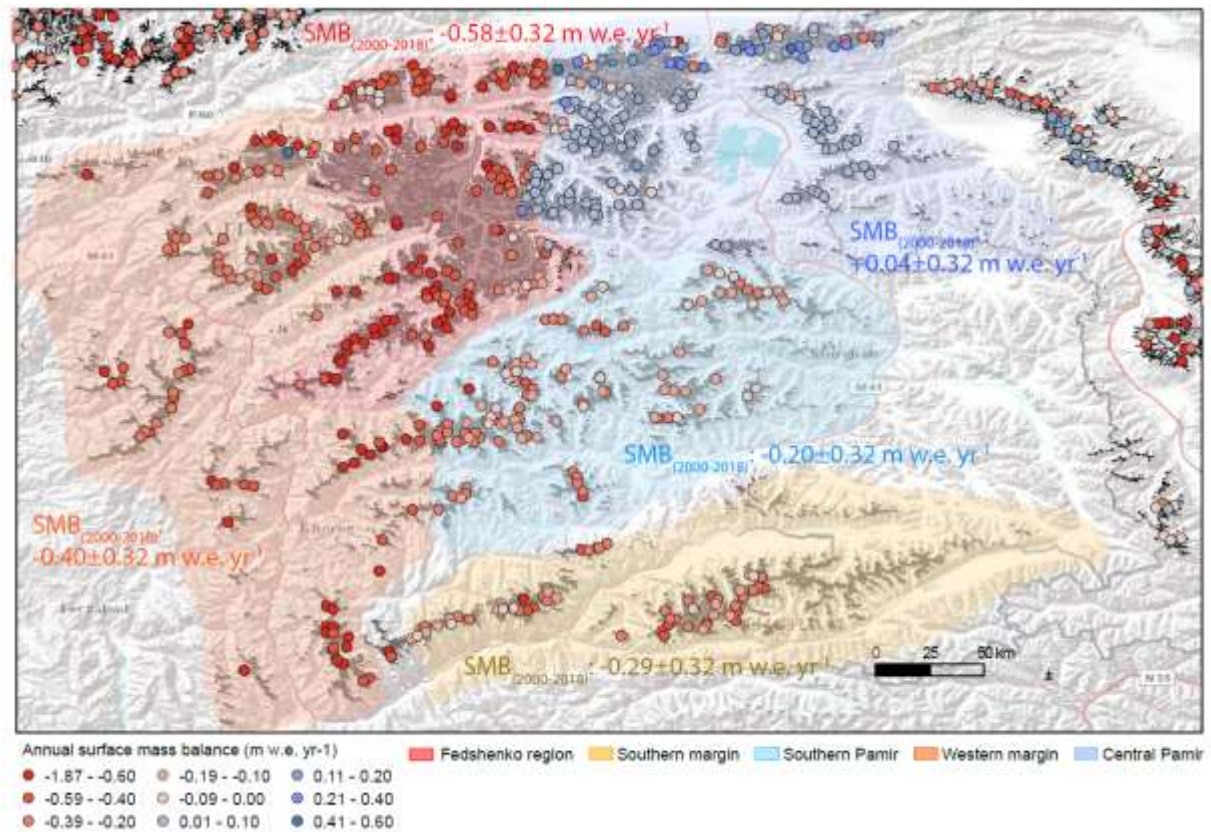 SMB(2000-2018): -0.58±0.32 m w.e. yr-1
SMB(2000-2018):
+0.04±0.32 m w.e. yr-1
SMB(2000-2018): -0.20±0.32 m w.e. yr-1
SMB(2000-2018):
-0.40±0.32 m w.e. yr-1
SMB(2000-2018): -0.29±0.32 m w.e. yr-1
0 25 50 km
Annual surface mass balance (m w.e. yr-1)
Fedshenko region Southern margin Southern Pamir Western margin Central Pamir
-1.87 - -0.60 -0.19 - -0.10 0.11 - 0.20
-0.59 - -0.40 -0.09 - 0.00 0.21 - 0.40
-0.39 - -0.20 0.01 - 0.10 0.41 - 0.60